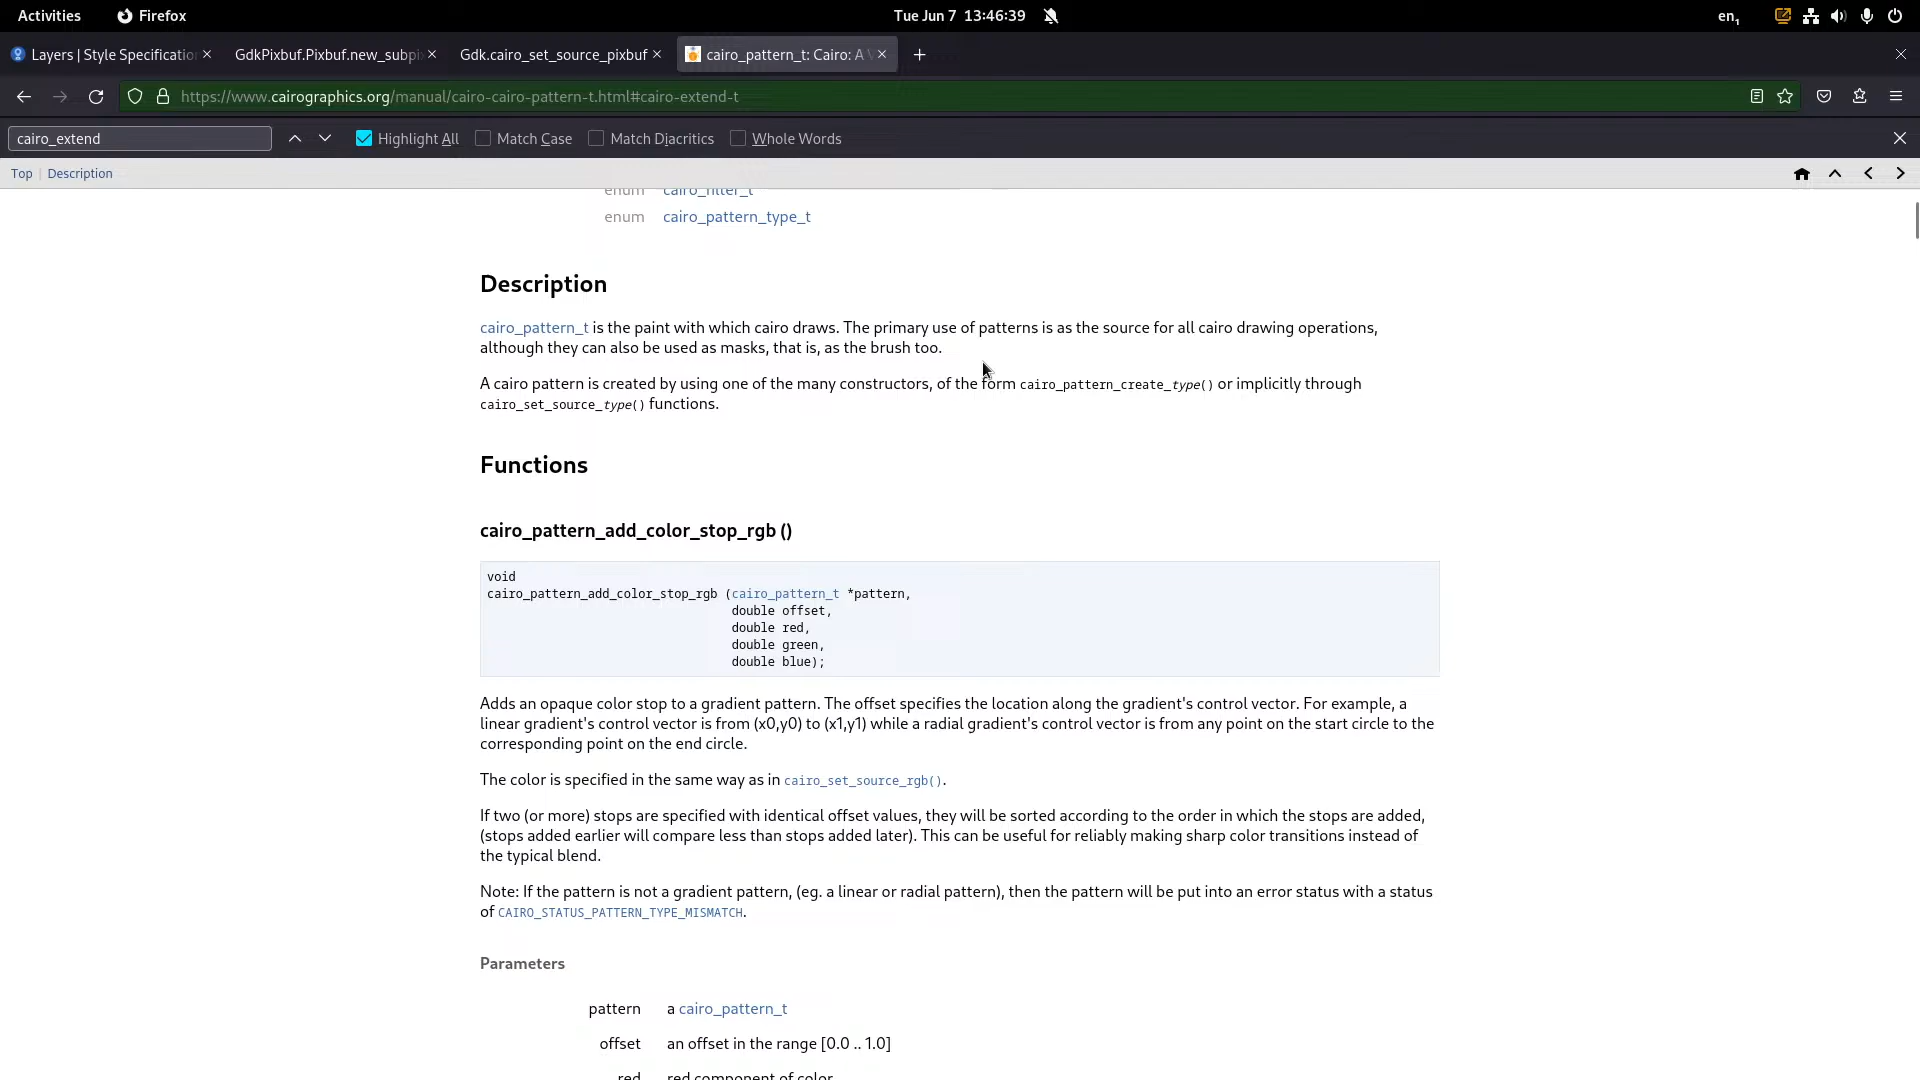 Activities Firefox Tue Jun 7 13:46:39 en1
Layers | Style Specificatio GdkPixbuf.Pixbuf.new_subpi Gdk.cairo_set_source_pixbuf cairo_pattern_t: Cairo: A V
https://www.cairographics.org/manual/cairo-cairo-pattern-t.html#cairo-extend-t
cairo_extend Highlight All Match Case Match Diacritics Whole Words
Top | Description
enum cairo_filter_t
enum cairo_pattern_type_t
Description
cairo_pattern_t is the paint with which cairo draws. The primary use of patterns is as the source for all cairo drawing operations,
although they can also be used as masks, that is, as the brush too.
A cairo pattern is created by using one of the many constructors, of the form cairo_pattern_create_type() or implicitly through
cairo_set_source_type() functions.
Functions
cairo_pattern_add_color_stop_rgb ()
void
cairo_pattern_add_color_stop_rgb (cairo_pattern_t *pattern,
double offset,
double red,
double green,
double blue);
Adds an opaque color stop to a gradient pattern. The offset specifies the location along the gradient's control vector. For example, a
linear gradient's control vector is from (x0,y0) to (x1,y1) while a radial gradient's control vector is from any point on the start circle to the
corresponding point on the end circle.
The color is specified in the same way as in cairo_set_source_rgb().
If two (or more) stops are specified with identical offset values, they will be sorted according to the order in which the stops are added,
(stops added earlier will compare less than stops added later). This can be useful for reliably making sharp color transitions instead of
the typical blend.
Note: If the pattern is not a gradient pattern, (eg. a linear or radial pattern), then the pattern will be put into an error status with a status
of CAIRO_STATUS_PATTERN_TYPE_MISMATCH.
Parameters
pattern a cairo_pattern_t
offset an offset in the range [0.0 .. 1.0]
red red component of color